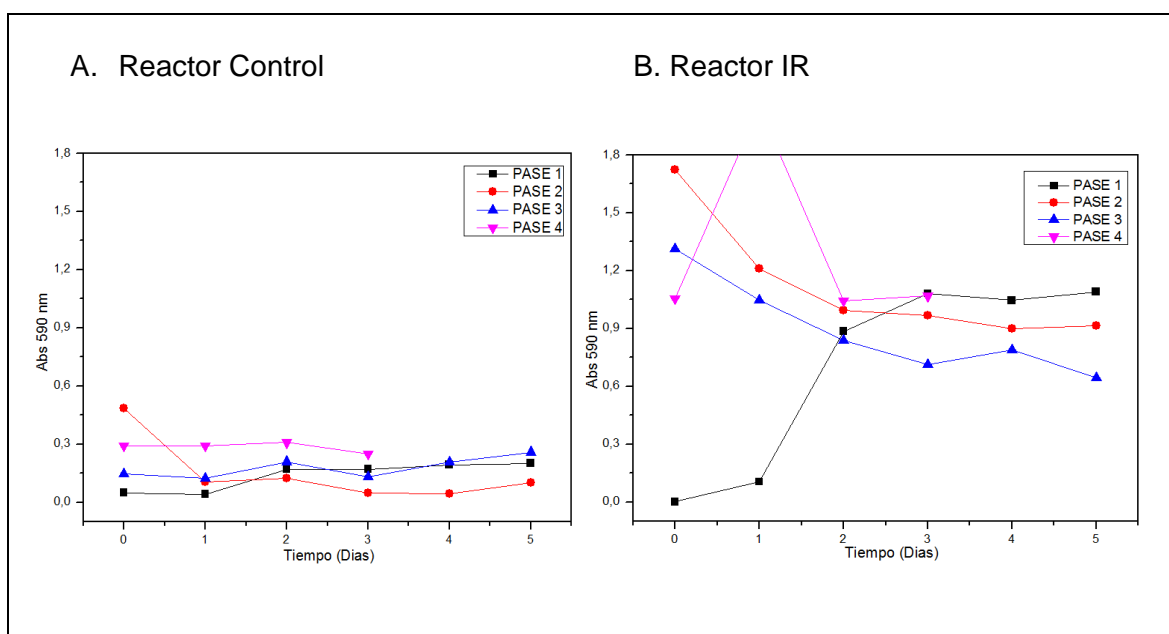 A. Reactor Control
B. Reactor IR
1,8
1,5
1,2
0,9
0,6
0,3
0,0
Abs 590 nm
PASE 1
PASE 2
PASE 3
PASE 4
0 1 2 3 4 5
Tiempo (Dias)
1,8
1,5
1,2
0,9
0,6
0,3
0,0
Abs 590 nm
PASE 1
PASE 2
PASE 3
PASE 4
0 1 2 3 4 5
Tiempo (Dias)